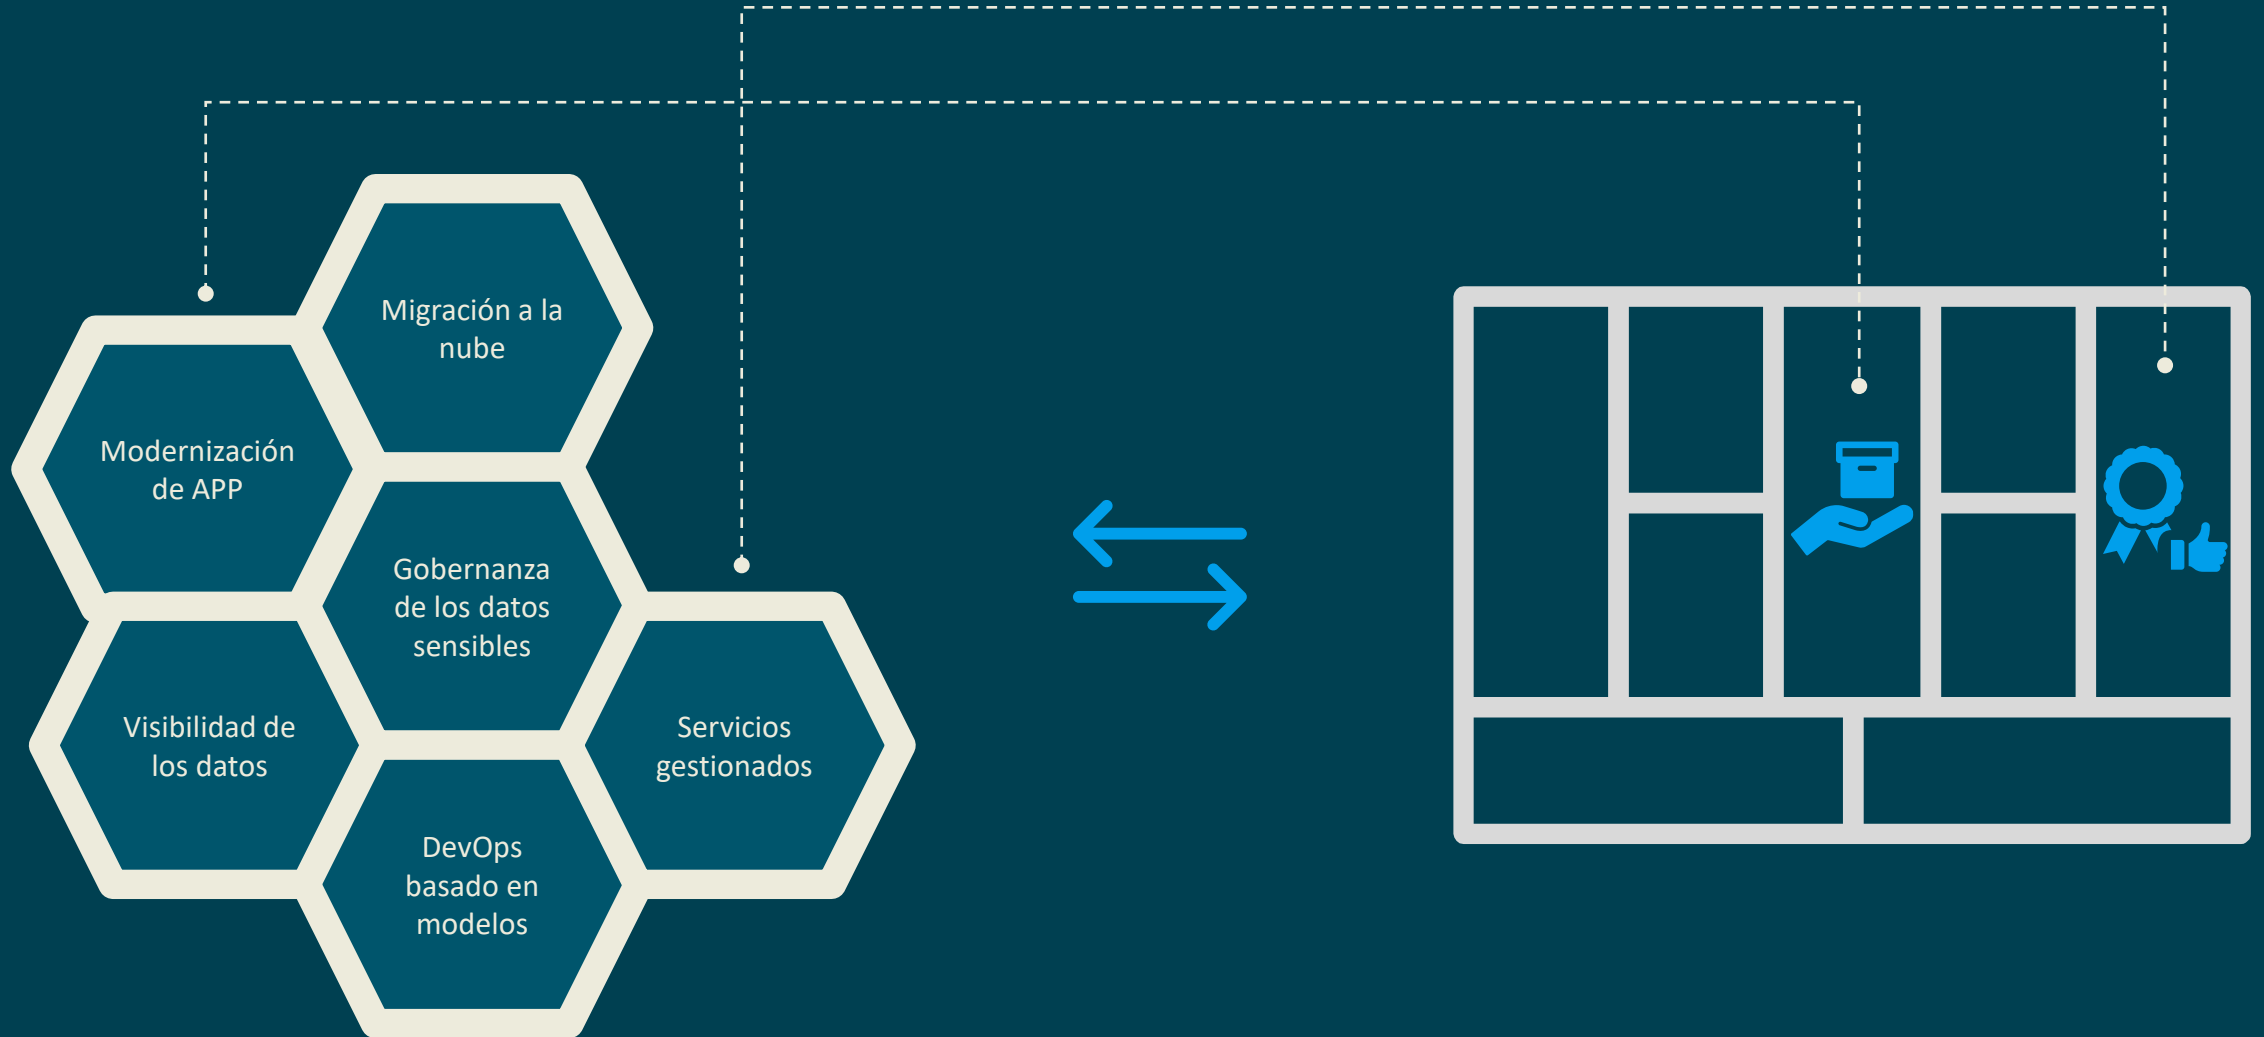 Migración a la
nube
Modernización
de APP
Gobernanza
de los datos
sensibles
Visibilidad de
los datos
Servicios
gestionados
DevOps
basado en
modelos